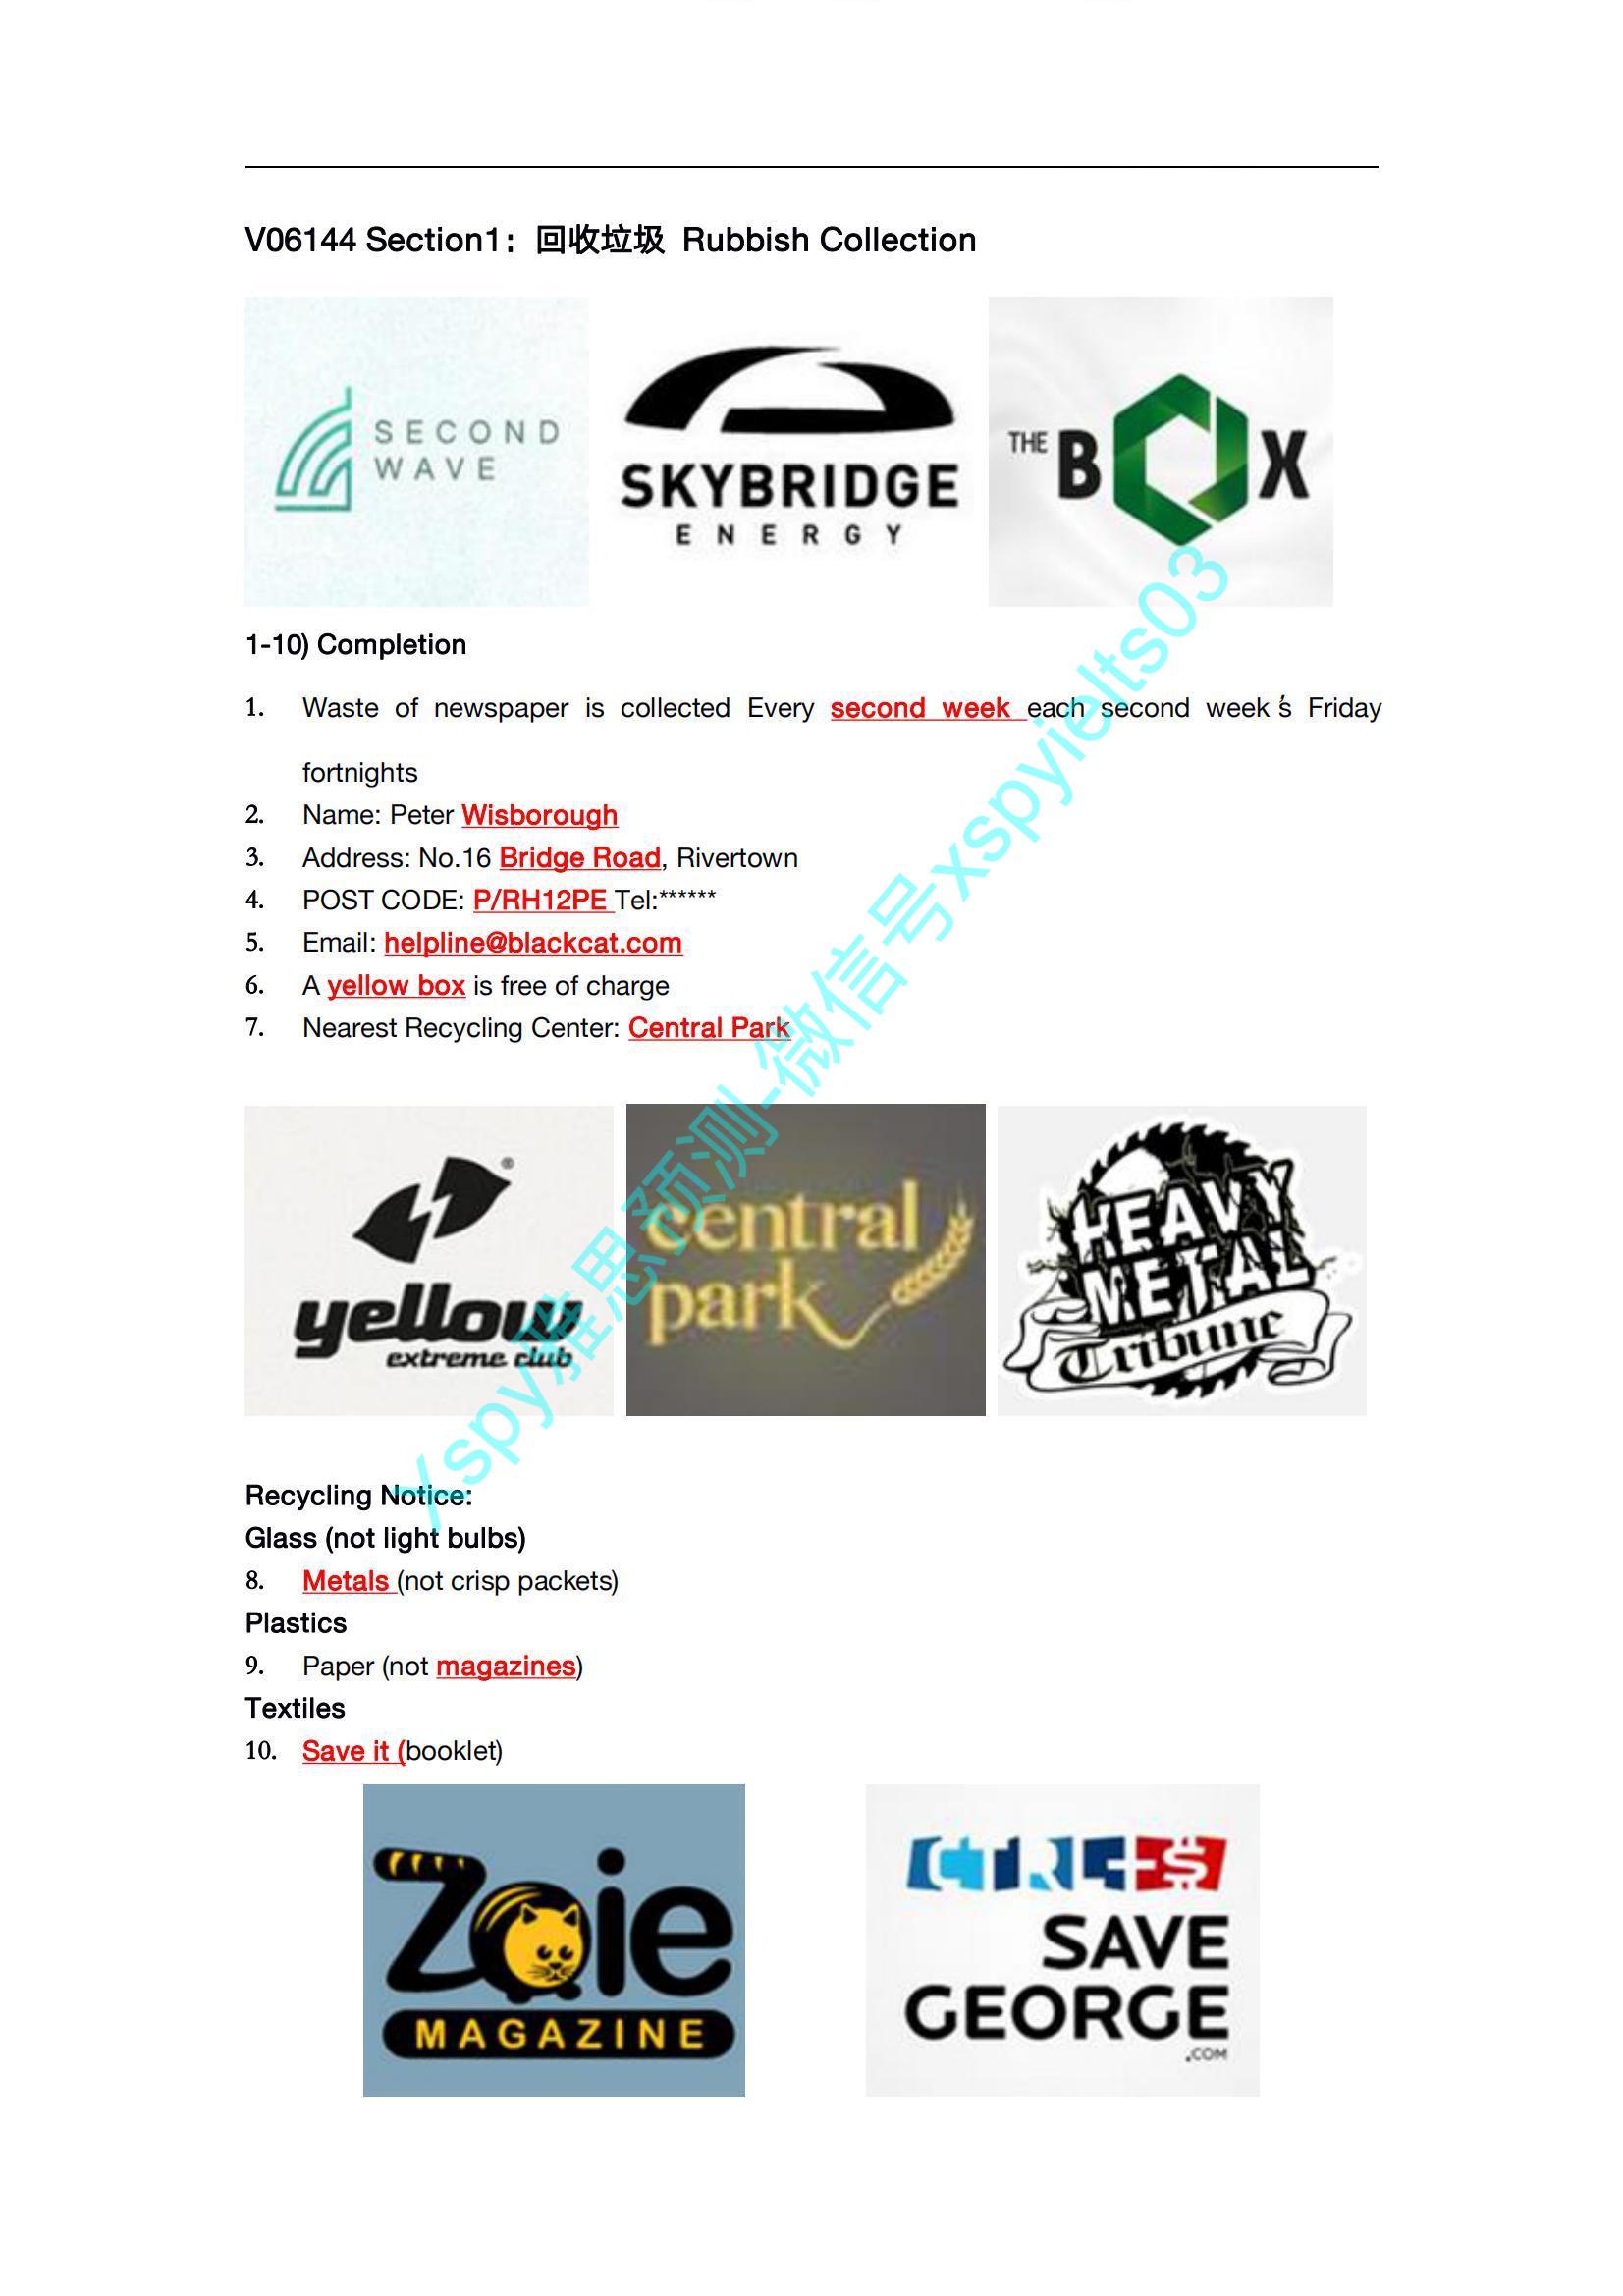 V06144 Section1：回收垃圾 Rubbish Collection
SECOND
WAVE
SKYBRIDGE
ENERGY
THE BOX
1-10) Completion
1. Waste of newspaper is collected Every second week each second week's Friday
fortnights
2. Name: Peter Wisborough
3. Address: No.16 Bridge Road, Rivertown
4. POST CODE: P/RH12PE Tel:******
5. Email: helpline@blackcat.com
6. A yellow box is free of charge
7. Nearest Recycling Center: Central Park
yellow®
extreme club
central
park
HEAVY
METAL
Tribune
Recycling Notice:
Glass (not light bulbs)
8. Metals (not crisp packets)
Plastics
9. Paper (not magazines)
Textiles
10. Save it (booklet)
Zoie
MAGAZINE
CTRL+$
SAVE
GEORGE
.COM
Xspy雅思预测-微信号xspyielts03